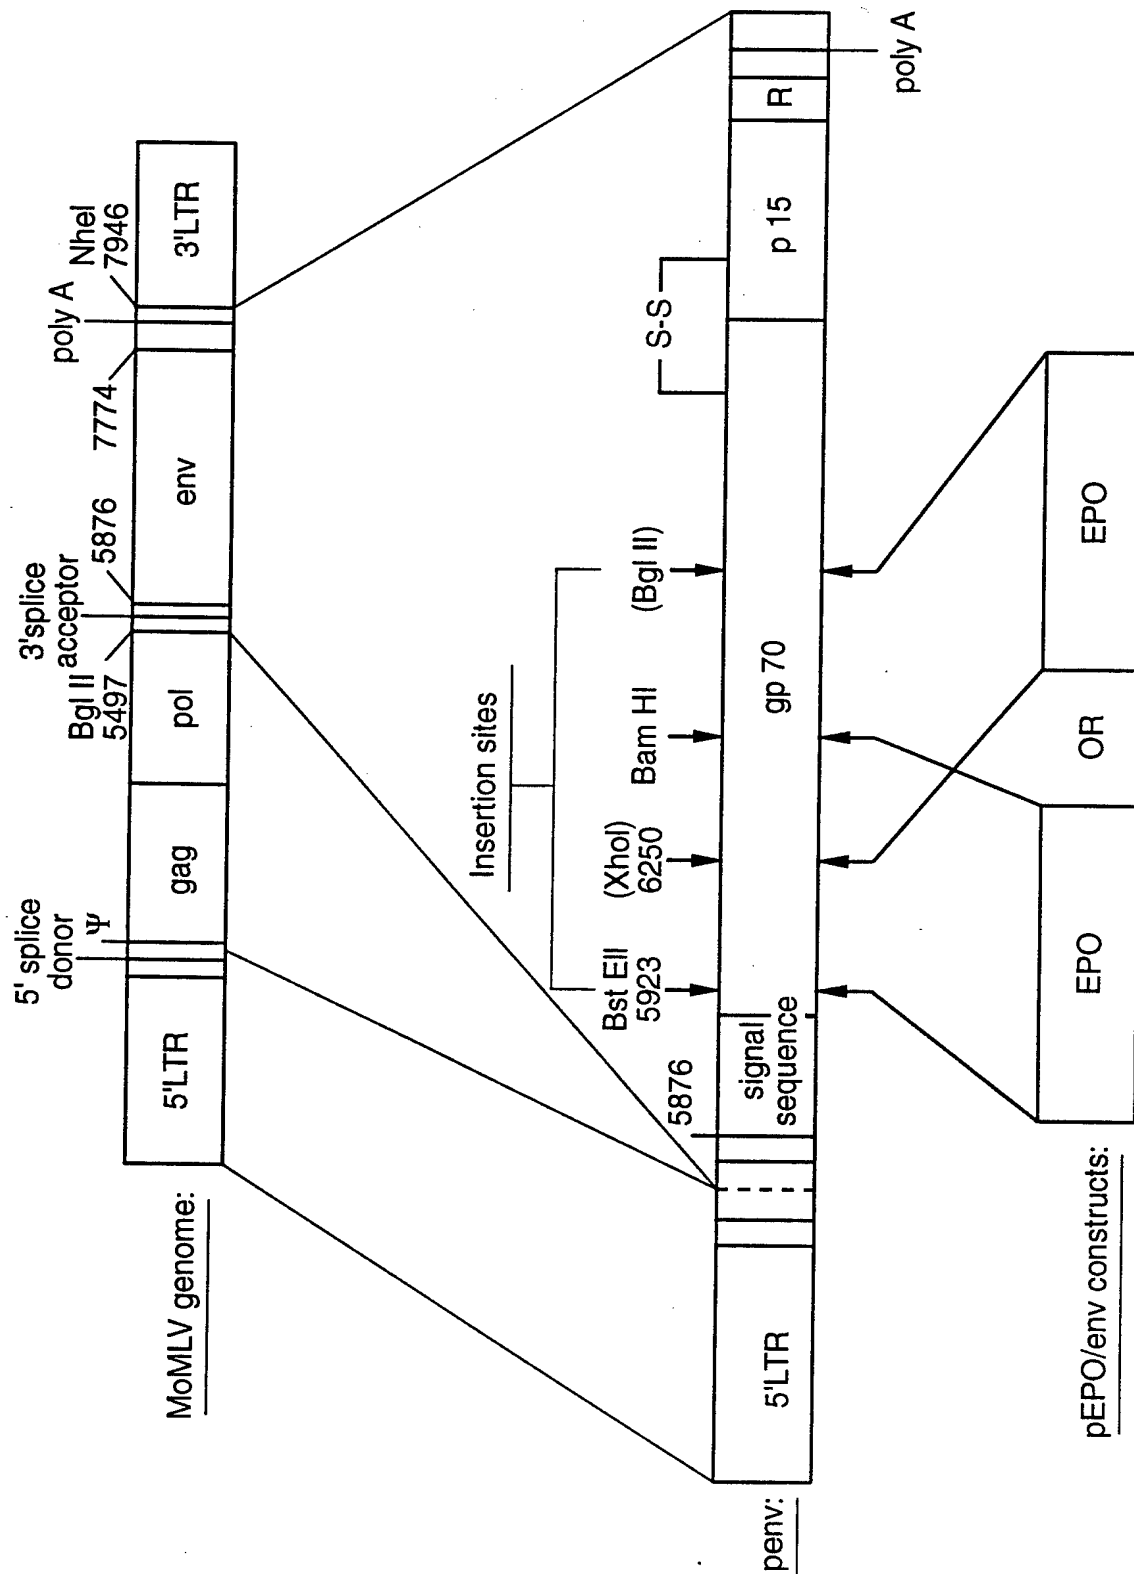 MoMLV genome:
5'LTR
5' splice
donor
Ψ
gag
pol
Bgl II
5497
3'splice
acceptor
5876
env
7774
poly A
NheI
7946
3'LTR
penv:
5'LTR
5876
signal
sequence
Insertion sites
Bst EII
5923
(XhoI)
6250
Bam HI
(Bgl II)
gp 70
S-S
p 15
R
poly A
pEPO/env constructs:
EPO
OR
EPO